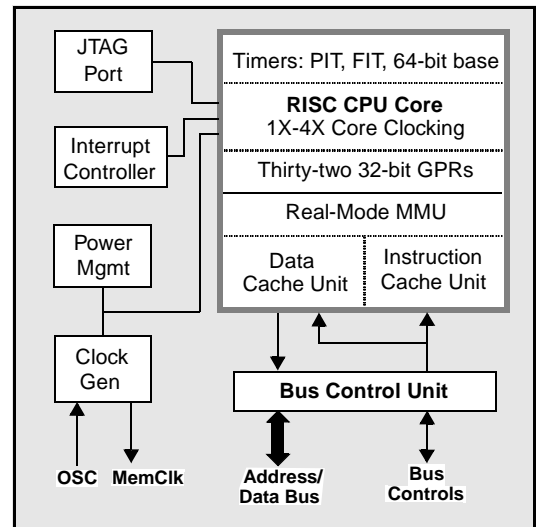 JTAG
Port
Timers: PIT, FIT, 64-bit base
RISC CPU Core
1X-4X Core Clocking
Interrupt
Controller
Thirty-two 32-bit GPRs
Real-Mode MMU
Power
Mgmt
Data
Cache Unit
Instruction
Cache Unit
Clock
Gen
Bus Control Unit
OSC
MemClk
Address/
Data Bus
Bus
Controls